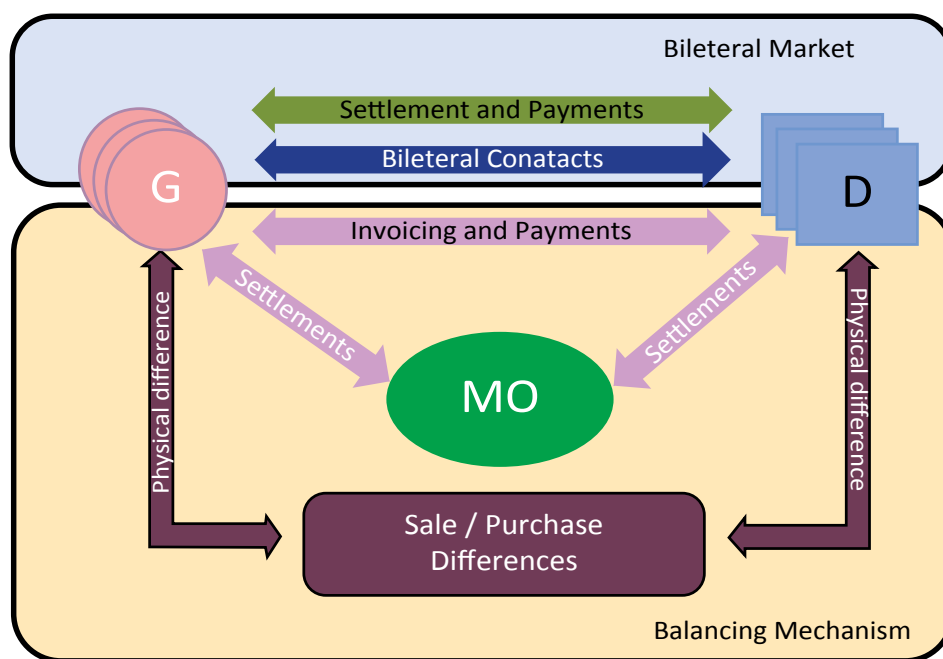 Bileteral Market
Settlement and Payments
Bileteral Conatacts
G
D
Invoicing and Payments
Settlements
Settlements
Physical difference
Physical difference
MO
Sale / Purchase
Differences
Balancing Mechanism